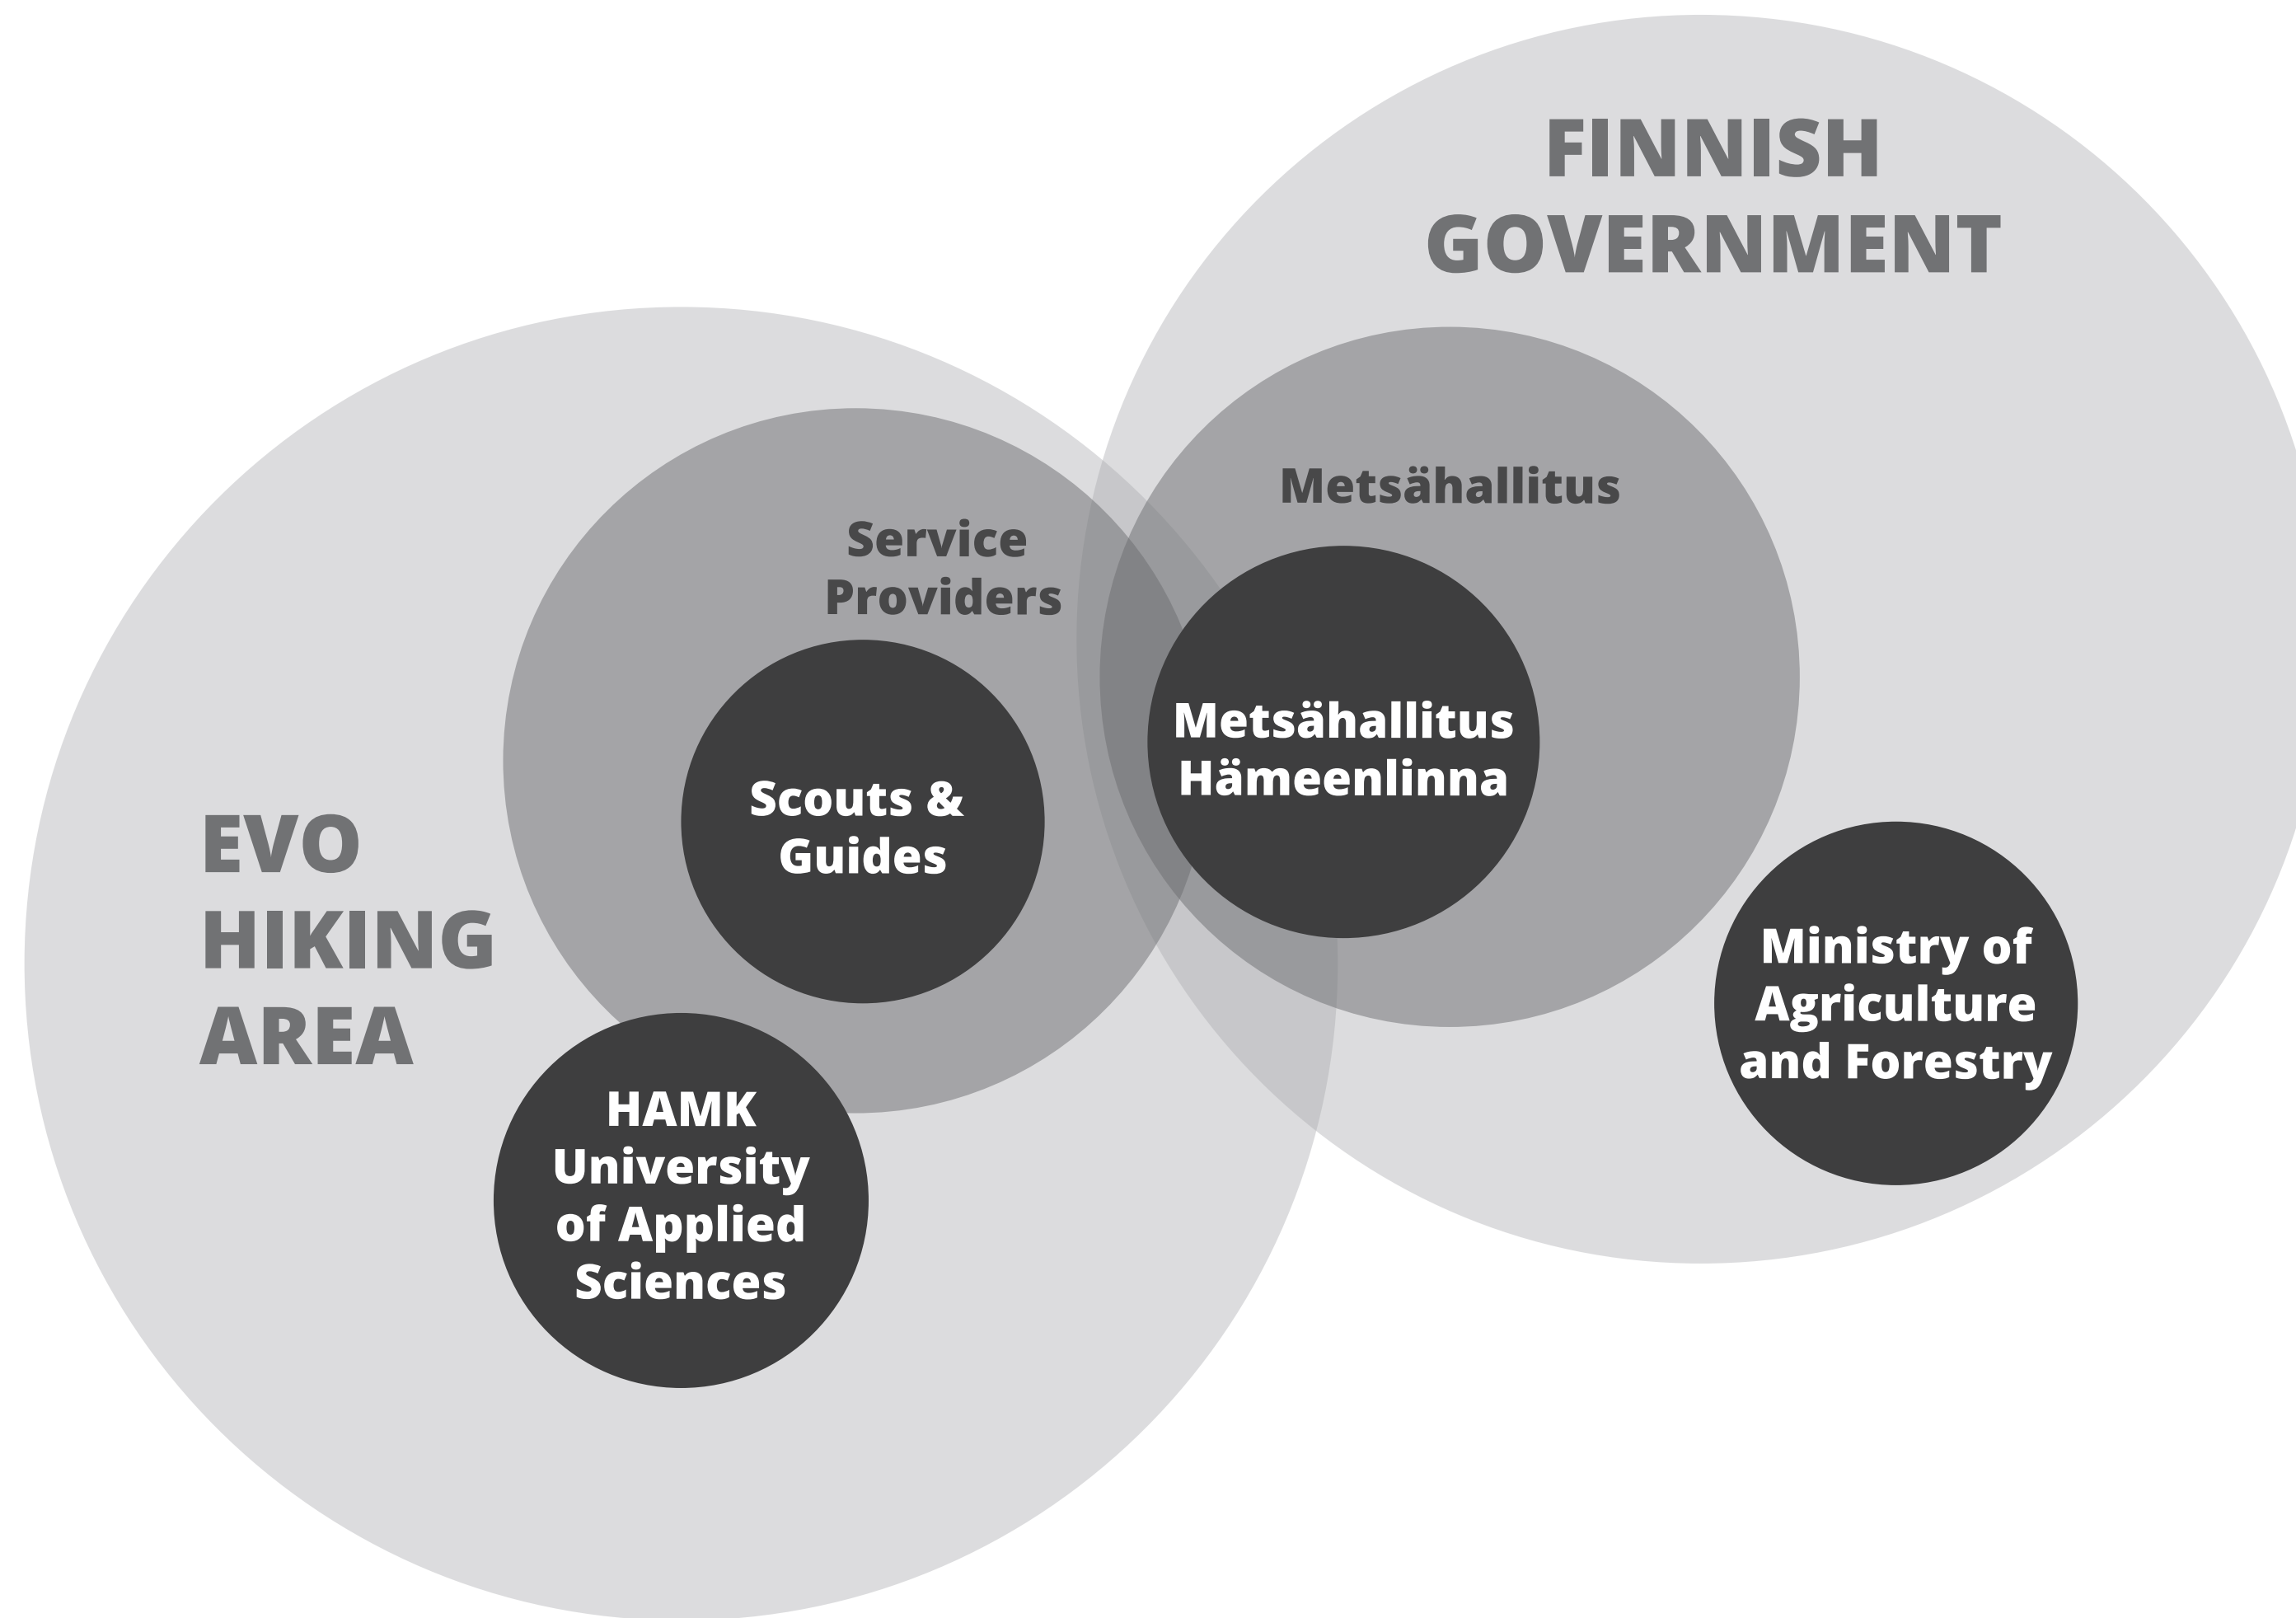 FINNISH
GOVERNMENT
Metsähallitus
Service
Providers
Metsähallitus
Hämeenlinna
Scouts &
Guides
EVO
HIKING
AREA
Ministry of
Agriculture
and Forestry
HAMK
University
of Applied
Sciences